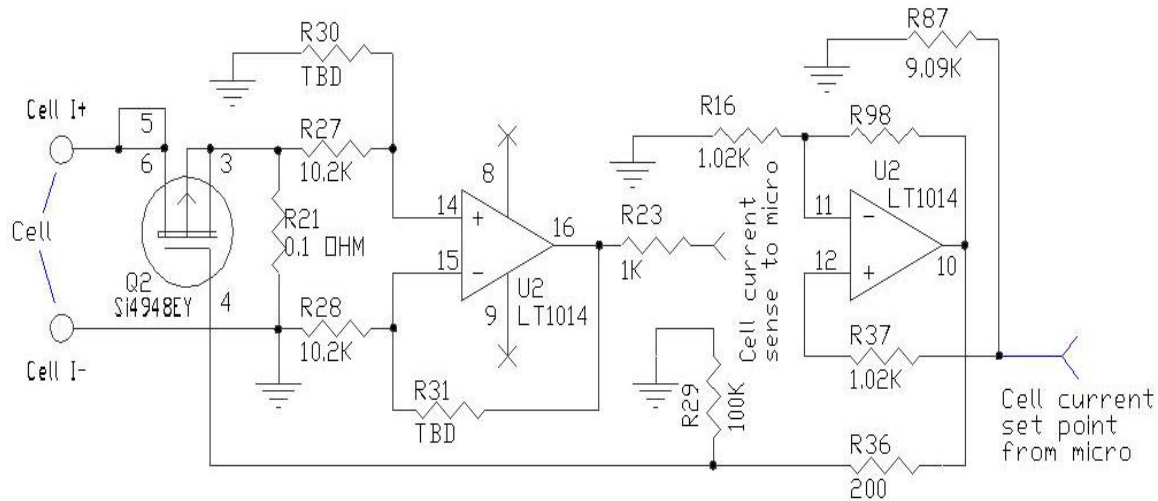 R30
TBD
R87
9.09K
Cell I+
5
6
3
R27
10.2K
R16
1.02K
R98
8
U2
LT1014
Cell
R21
0.1 OHM
14
+
16
R23
1K
11
-
12
+
10
15
-
Cell current
sense to micro
Q2
Si4948EY
4
R28
10.2K
9
U2
LT1014
R37
1.02K
Cell I-
R31
TBD
R29
100K
R36
200
Cell current
set point
from micro